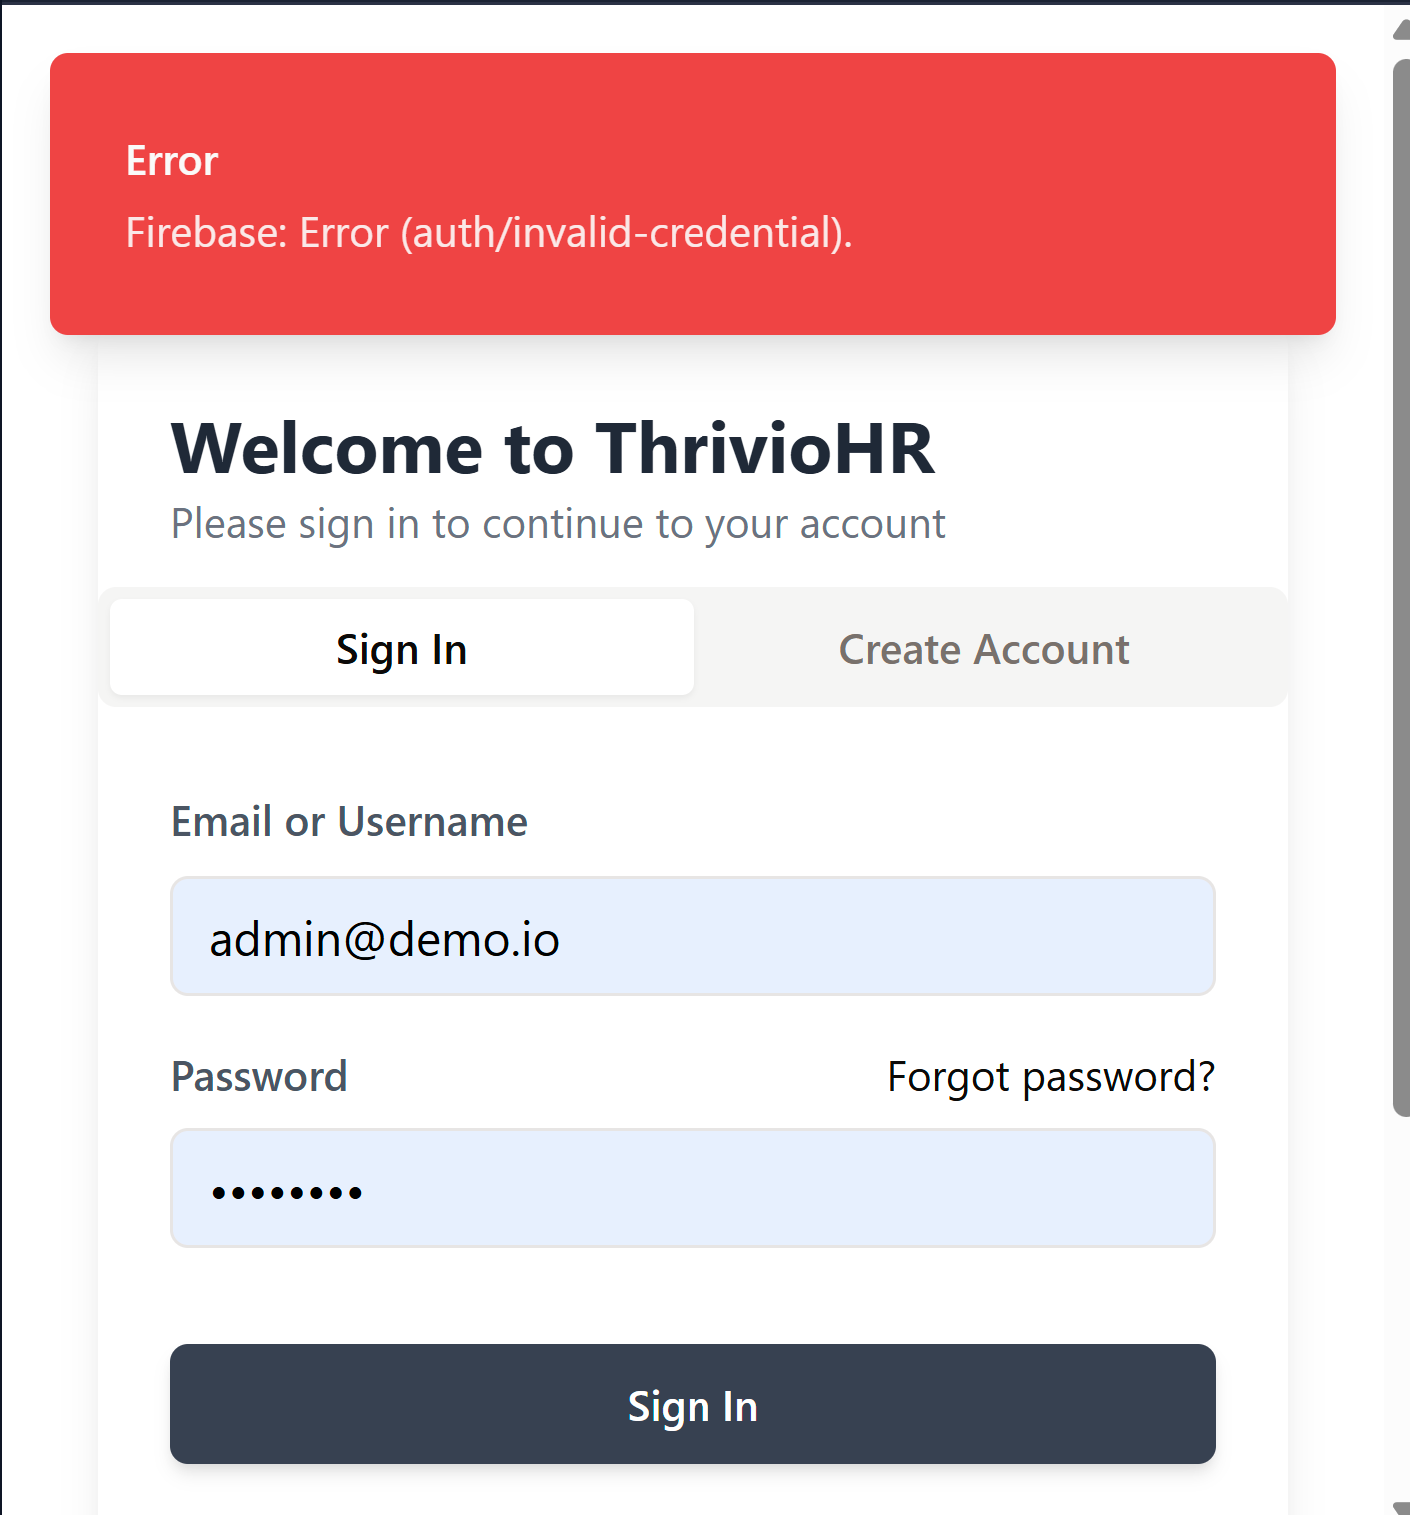 Error
Firebase: Error (auth/invalid-credential).
Welcome to ThrivioHR
Please sign in to continue to your account
Sign In
Create Account
Email or Username
admin@demo.io
Password
Forgot password?
••••••••
Sign In